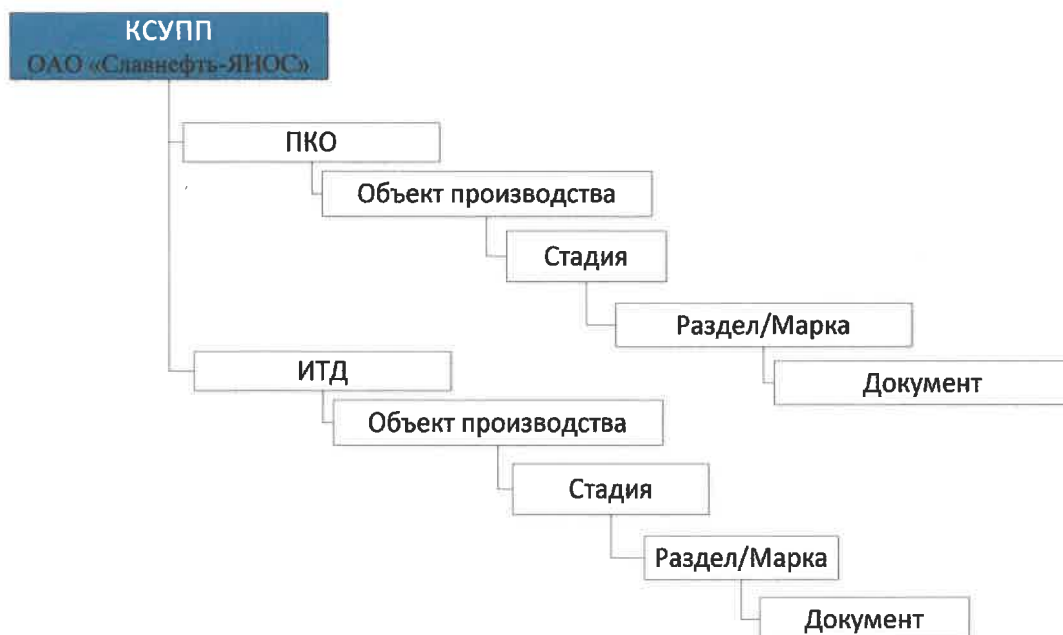 КСУПП
ОАО «Славнефть-ЯНОС»
ПКО
Объект производства
Стадия
Раздел/Марка
Документ
ИТД
Объект производства
Стадия
Раздел/Марка
Документ